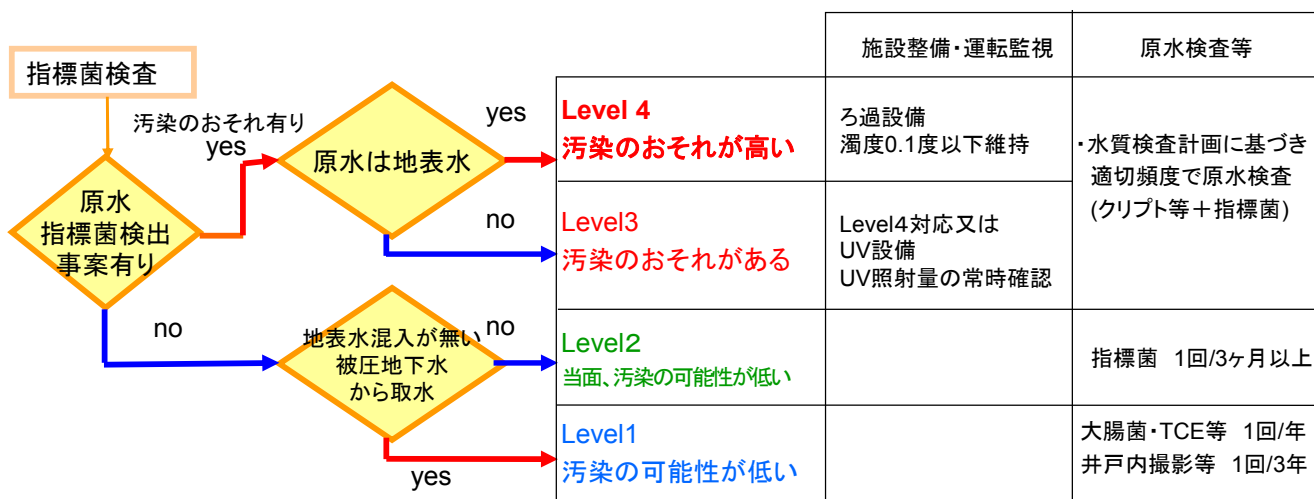 施設整備・運転監視
原水検査等
指標菌検査
汚染のおそれ有り
yes
原水
指標菌検出
事案有り
原水は地表水
yes
no
no
地表水混入が無い
被圧地下水
から取水
no
yes
Level 4
汚染のおそれが高い
ろ過設備
濁度0.1度以下維持
・水質検査計画に基づき
適切頻度で原水検査
(クリプト等+指標菌)
Level3
汚染のおそれがある
Level4対応又は
UV設備
UV照射量の常時確認
Level2
当面、汚染の可能性が低い
指標菌 1回/3ヶ月以上
Level1
汚染の可能性が低い
大腸菌・TCE等 1回/年
井戸内撮影等 1回/3年